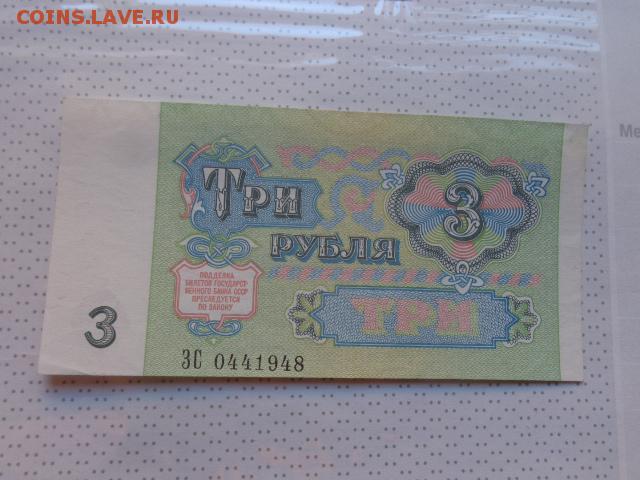 COINS.LAVE.RU
Ме
ТРИ
3
РУБЛЯ
ПОДДЕЛКА
БИЛЕТОВ ГОСУДАРСТ-
ВЕННОГО БАНКА СССР
ПРЕСЛЕДУЕТСЯ
ПО ЗАКОНУ
ТРИ
3
ЗС 0441948